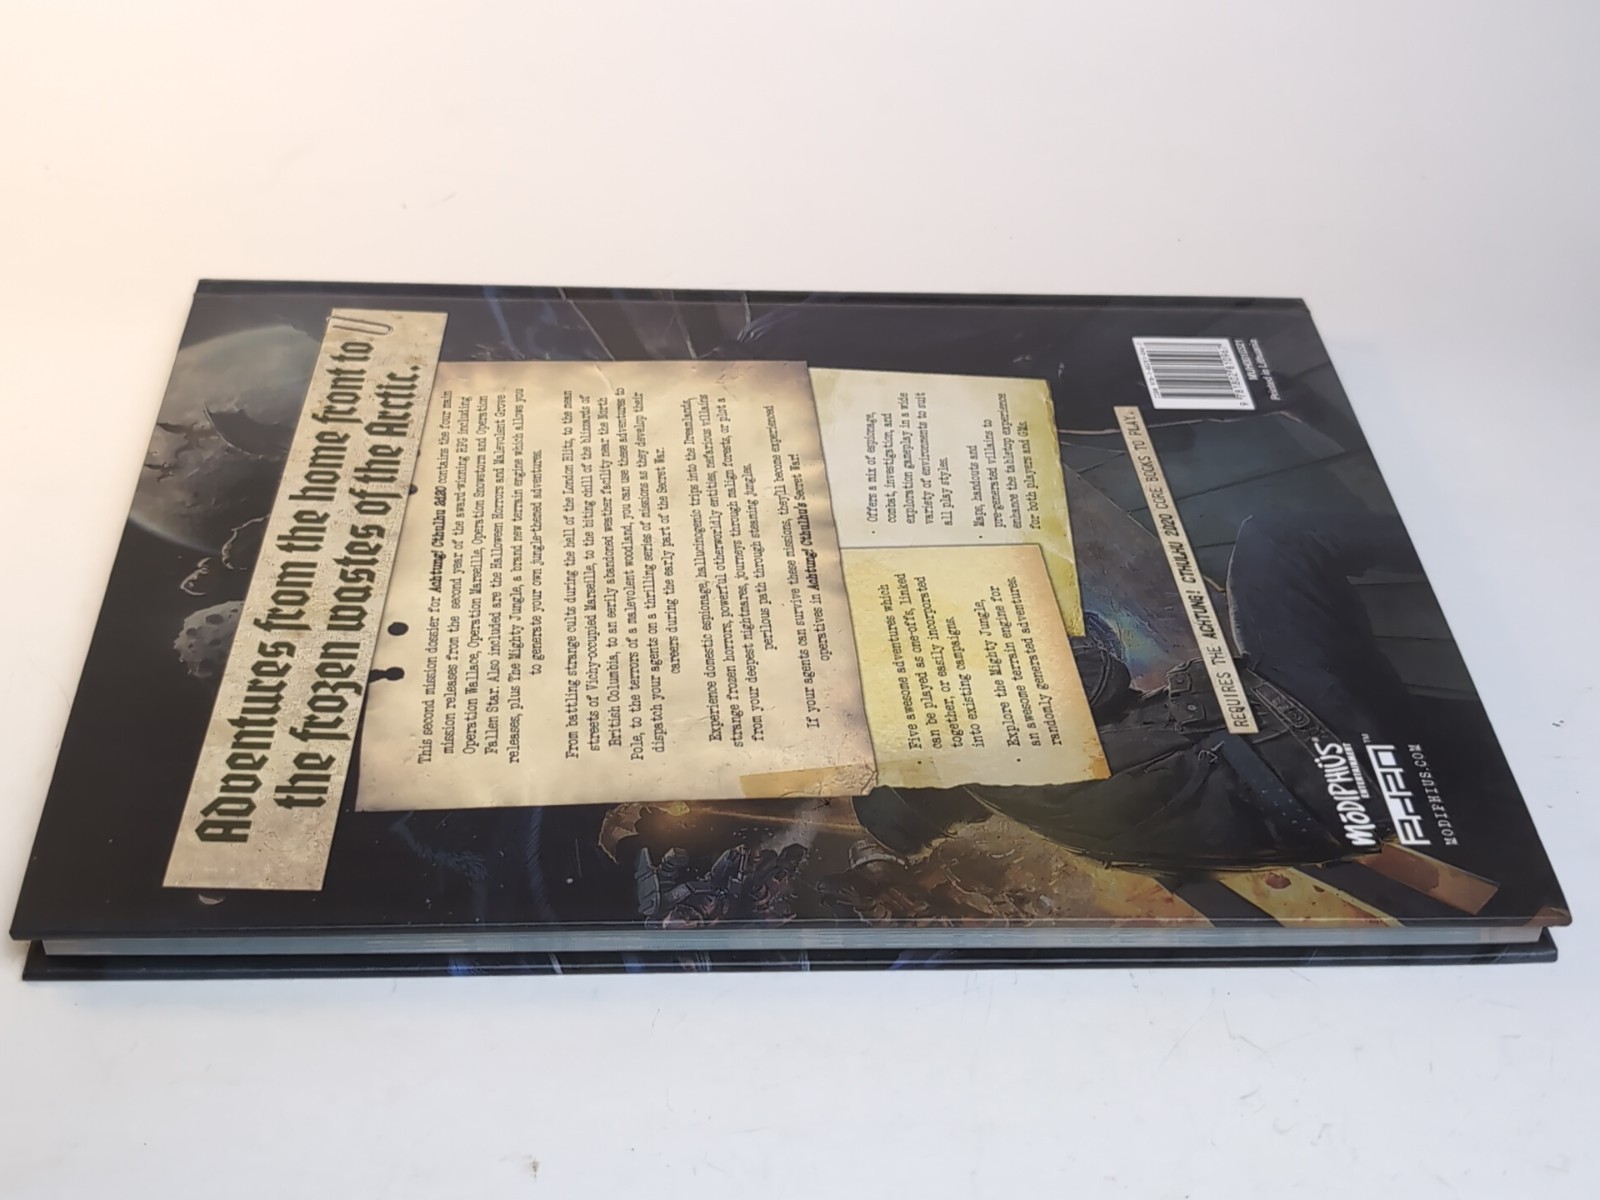 Adventures from the home front to
the frozen wastes of the Arctic.
This second mission dossier for Achtung! Cthulhu 2d20 contains the four main
mission releases from the second year of the award-winning RPG including
Operation Wallace, Operation Marseille, Operation Snowstorm and Operation
Fallen Star. Also included are the Halloween Horrors and Malevolent Grove
releases, plus The Mighty Jungle, a brand new terrain engine which allows you
to generate your own jungle-themed adventures.
From battling strange cults during the hell of the London Blitz, to the mean
streets of Vichy-occupied Marseille, to the biting chill of the blizzards of
British Columbia, to an eerily abandoned weather facility near the North
Pole, to the terrors of a malevolent woodland, you can use these adventures to
dispatch your agents on a thrilling series of missions as they develop their
careers during the early part of the Secret War.
Experience domestic espionage, hallucinogenic trips into the Dreamlands,
strange frozen horrors, powerful otherworldly entities, nefarious villains
from your deepest nightmares, journeys through malign forests, or plot a
perilous path through steaming jungles.
If your agents can survive these missions, they'll become experienced
operatives in Achtung! Cthulhu's Secret War!
· Five awesome adventures which
can be played as one-offs, linked
together, or easily incorporated
into existing campaigns.
· Explore the Mighty Jungle,
an awesome terrain engine for
randomly generated adventures.
· Offers a mix of espionage,
combat, investigation, and
exploration gameplay in a wide
variety of environments to suit
all play styles.
· Maps, handouts and
pre-generated villains to
enhance the tabletop experience
for both players and GMs.
REQUIRES THE ACHTUNG! CTHULHU 2D20 CORE BOOKS TO PLAY.
MÖDIPHIÜS®
ENTERTAINMENT™
MODIPHIUS.COM
Printed in Lithuania